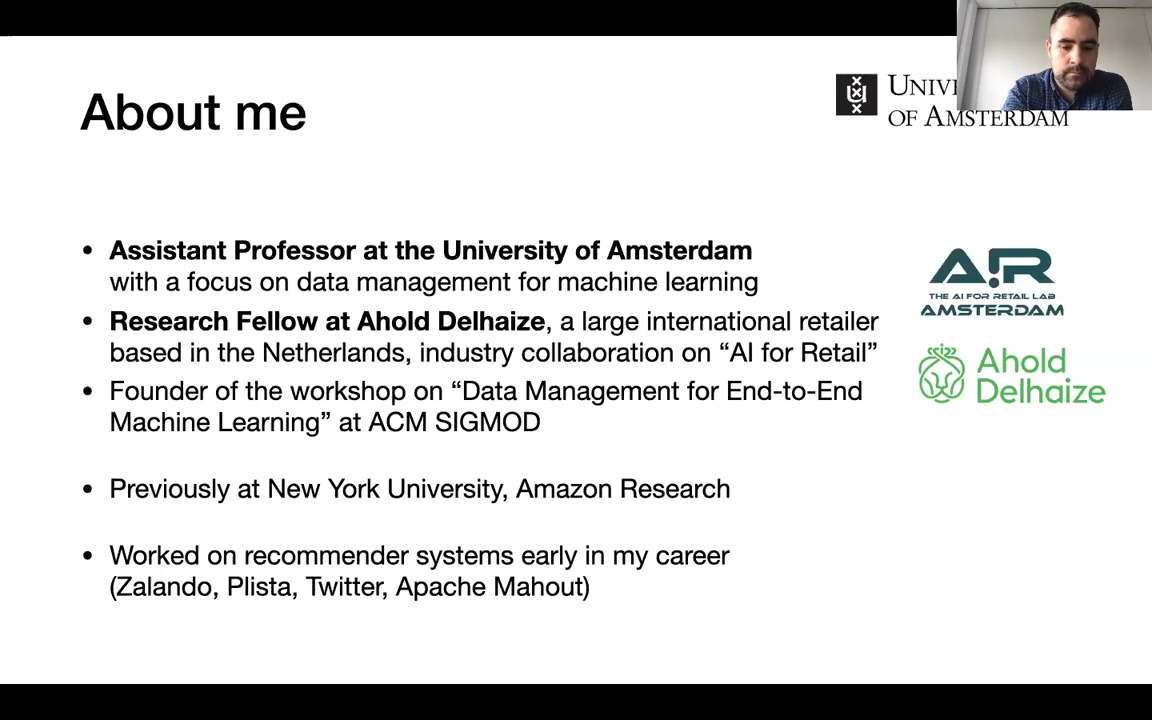 About me
UNIVE
OF AMSTERDAM
• Assistant Professor at the University of Amsterdam
with a focus on data management for machine learning
• Research Fellow at Ahold Delhaize, a large international retailer
based in the Netherlands, industry collaboration on “AI for Retail”
• Founder of the workshop on “Data Management for End-to-End
Machine Learning” at ACM SIGMOD
• Previously at New York University, Amazon Research
• Worked on recommender systems early in my career
(Zalando, Plista, Twitter, Apache Mahout)
A!R
THE AI FOR RETAIL LAB
AMSTERDAM
Ahold
Delhaize